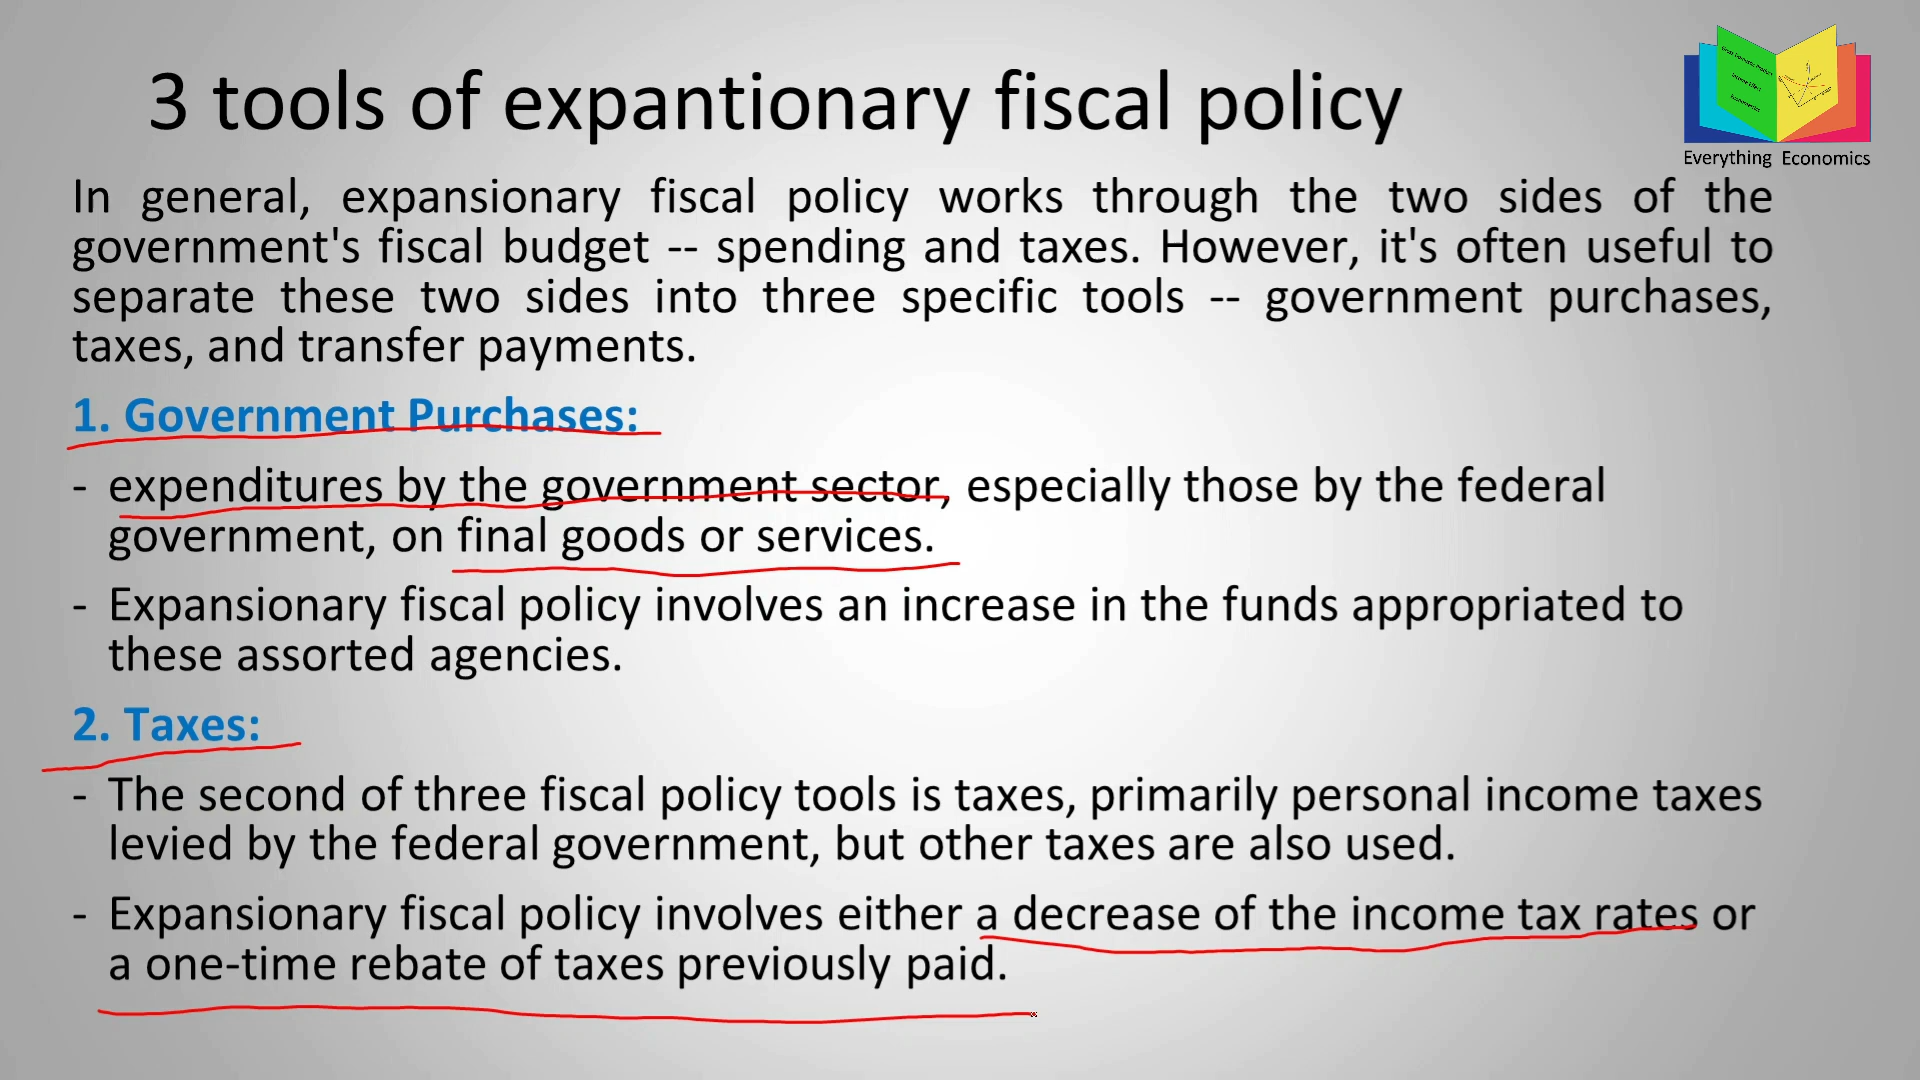 3 tools of expantionary fiscal policy
Everything Economics
In general, expansionary fiscal policy works through the two sides of the
government's fiscal budget -- spending and taxes. However, it's often useful to
separate these two sides into three specific tools -- government purchases,
taxes, and transfer payments.
1. Government Purchases:
- expenditures by the government sector, especially those by the federal
government, on final goods or services.
- Expansionary fiscal policy involves an increase in the funds appropriated to
these assorted agencies.
2. Taxes:
- The second of three fiscal policy tools is taxes, primarily personal income taxes
levied by the federal government, but other taxes are also used.
- Expansionary fiscal policy involves either a decrease of the income tax rates or
a one-time rebate of taxes previously paid.